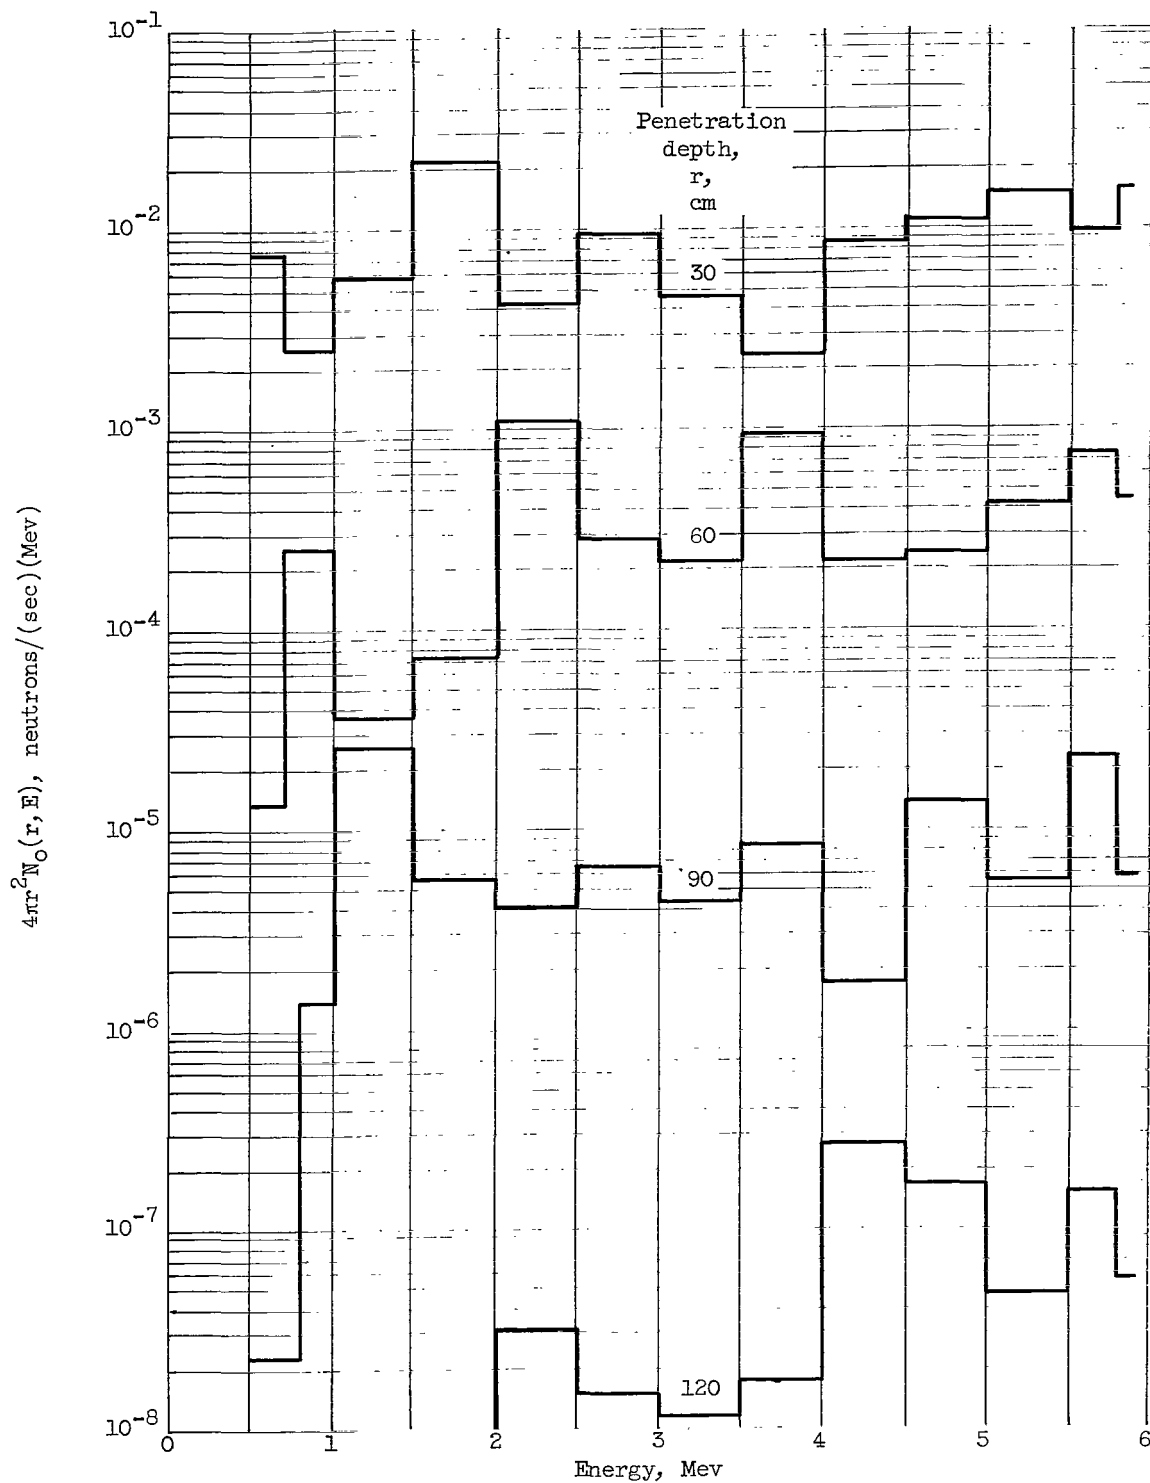 10⁻¹
Penetration
depth,
r,
cm
10⁻²
30
10⁻³
60
4πr²N₀(r,E), neutrons/(sec)(Mev)
10⁻⁴
10⁻⁵
90
10⁻⁶
10⁻⁷
120
10⁻⁸
0 1 2 3 4 5 6
Energy, Mev